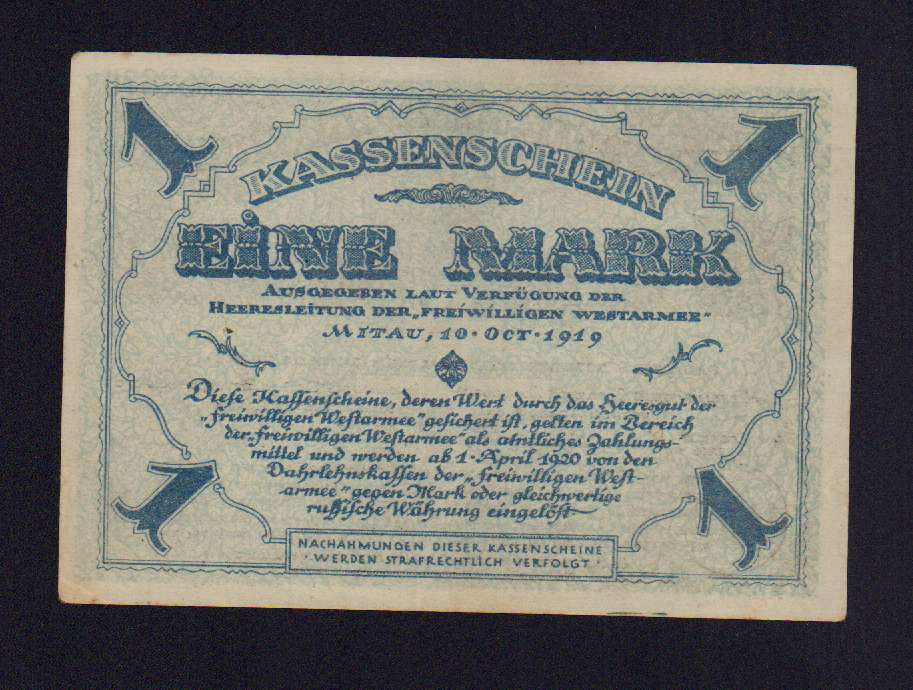 1 1
KASSENSCHEIN
EINE MARK
AUSGEGEBEN LAUT VERFÜGUNG DER
HEERESLEITUNG DER „FREIWILLIGEN WESTARMEE“
MITAU, 10·OCT·1919
Diese Kassenscheine, deren Wert durch das Heeresgut der
„Freiwilligen Westarmee“ gesichert ist, gelten im Bereich
der „Freiwilligen Westarmee“ als amtliches Zahlungs-
mittel und werden ab 1·April 1920 von den
Dahrlehnskassen der „Freiwilligen West-
armee“ gegen Mark oder gleichwertige
russische Währung eingelöst
1 1
NACHAHMUNGEN DIESER KASSENSCHEINE
· WERDEN STRAFRECHTLICH VERFOLGT ·